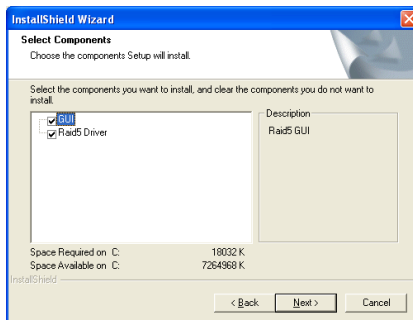 InstallShield Wizard
Select Components
Choose the components Setup will install.
Select the components you want to install, and clear the components you do not want to
install.
GUI
Raid5 Driver
Description
Raid5 GUI
Space Required on C: 18032 K
Space Available on C: 7264968 K
InstallShield
< Back Next > Cancel